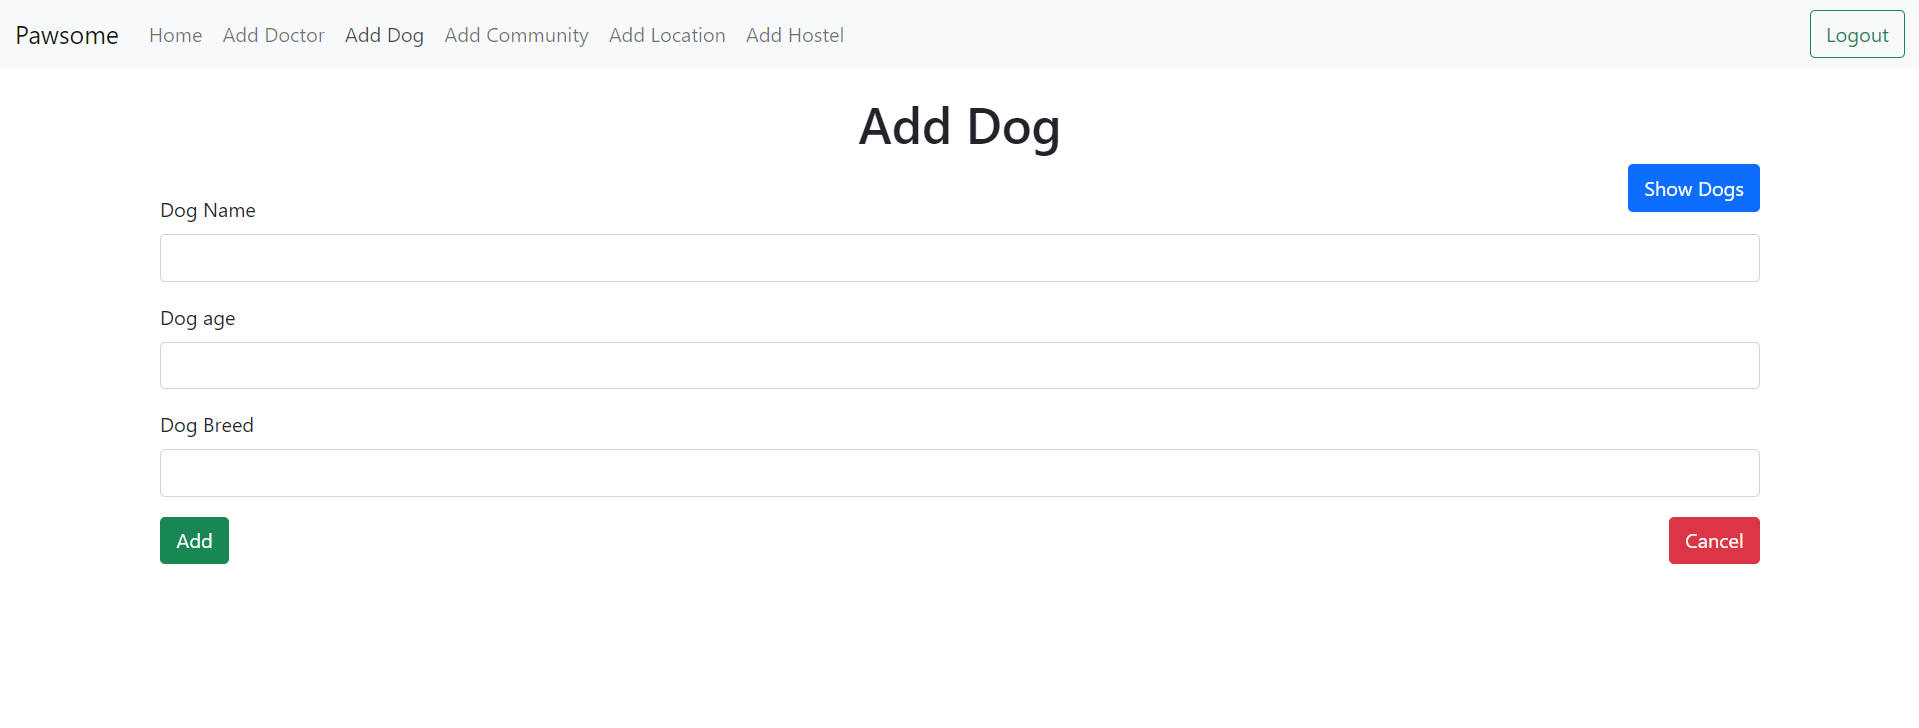 Pawsome Home Add Doctor Add Dog Add Community Add Location Add Hostel Logout
Add Dog
Show Dogs
Dog Name
Dog age
Dog Breed
Add Cancel